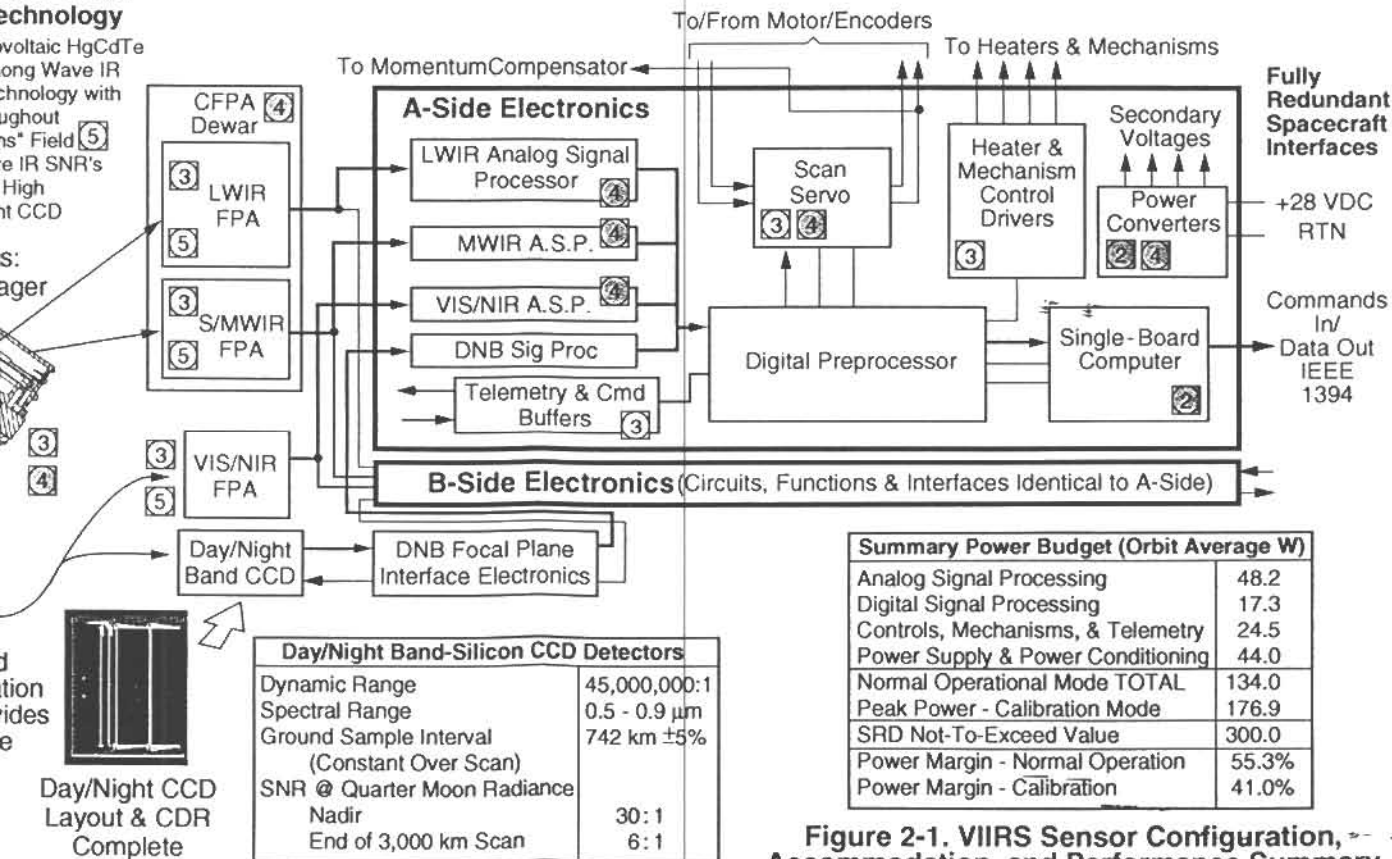 echnology
ovoltaic HgCdTe
ong Wave IR
chnology with
ughout
ns" Field 5
e IR SNR's
High
nt CCD
s:
ager
3
4
d
ation
vides
e
To/From Motor/Encoders
To MomentumCompensator
To Heaters & Mechanisms
CFPA 4
Dewar
3
LWIR
FPA
5
3
S/MWIR
FPA
5
3
VIS/NIR
FPA
5
Day/Night
Band CCD
DNB Focal Plane
Interface Electronics
A-Side Electronics
LWIR Analog Signal
Processor
4
MWIR A.S.P. 4
VIS/NIR A.S.P. 4
DNB Sig Proc
Telemetry & Cmd
Buffers 3
Scan
Servo
3 4
Heater &
Mechanism
Control
Drivers
3
Secondary
Voltages
Power
Converters
2 4
Digital Preprocessor
Single-Board
Computer
2
Fully
Redundant
Spacecraft
Interfaces
+28 VDC
RTN
Commands
In/
Data Out
IEEE
1394
B-Side Electronics (Circuits, Functions & Interfaces Identical to A-Side)
Day/Night CCD
Layout & CDR
Complete
Day/Night Band-Silicon CCD Detectors
Dynamic Range 45,000,000:1
Spectral Range 0.5 - 0.9 µm
Ground Sample Interval 742 km ±5%
(Constant Over Scan)
SNR @ Quarter Moon Radiance
Nadir 30:1
End of 3,000 km Scan 6:1
Summary Power Budget (Orbit Average W)
Analog Signal Processing 48.2
Digital Signal Processing 17.3
Controls, Mechanisms, & Telemetry 24.5
Power Supply & Power Conditioning 44.0
Normal Operational Mode TOTAL 134.0
Peak Power - Calibration Mode 176.9
SRD Not-To-Exceed Value 300.0
Power Margin - Normal Operation 55.3%
Power Margin - Calibration 41.0%
Figure 2-1. VIIRS Sensor Configuration,
Accommodation, and Performance Summary